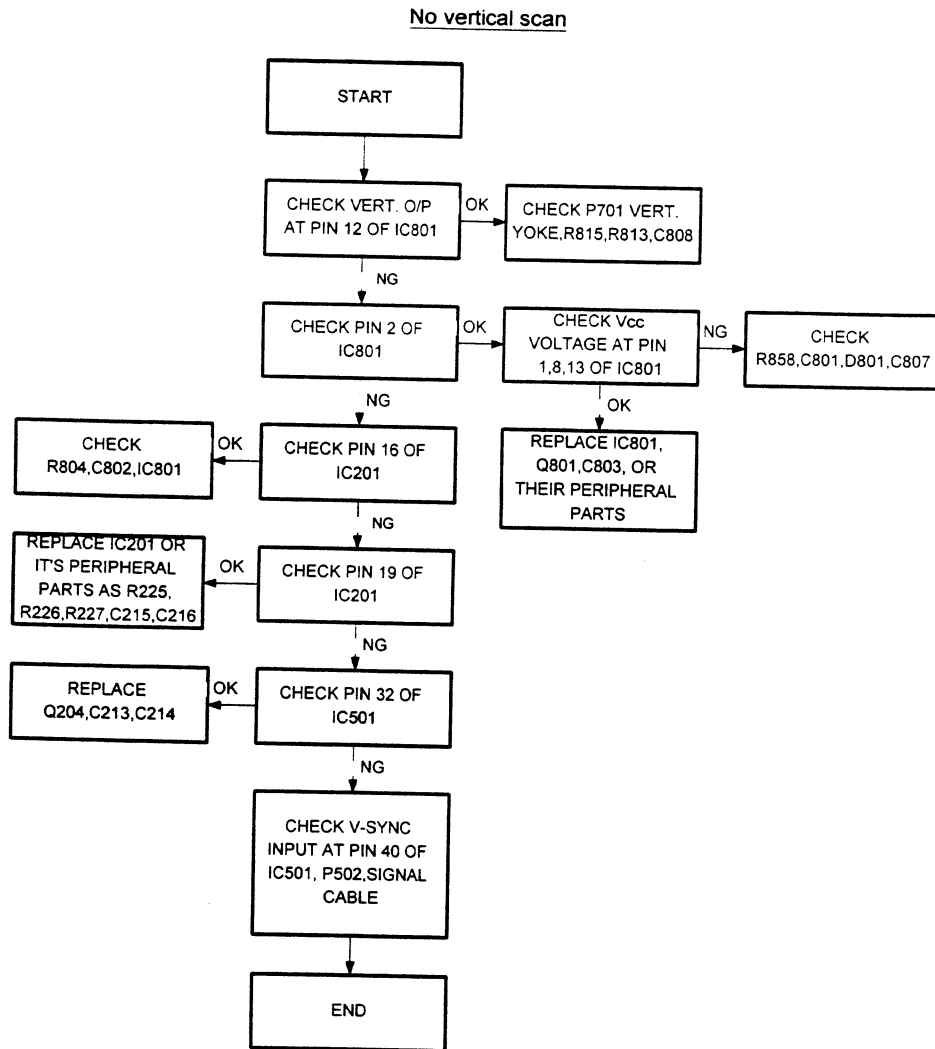 No vertical scan
START
CHECK VERT. O/P
AT PIN 12 OF IC801
OK
CHECK P701 VERT.
YOKE,R815,R813,C808
NG
CHECK PIN 2 OF
IC801
OK
CHECK Vcc
VOLTAGE AT PIN
1,8,13 OF IC801
NG
CHECK
R858,C801,D801,C807
NG
OK
CHECK
R804,C802,IC801
OK
CHECK PIN 16 OF
IC201
REPLACE IC801,
Q801,C803, OR
THEIR PERIPHERAL
PARTS
NG
REPLACE IC201 OR
IT'S PERIPHERAL
PARTS AS R225,
R226,R227,C215,C216
OK
CHECK PIN 19 OF
IC201
NG
REPLACE
Q204,C213,C214
OK
CHECK PIN 32 OF
IC501
NG
CHECK V-SYNC
INPUT AT PIN 40 OF
IC501, P502,SIGNAL
CABLE
END